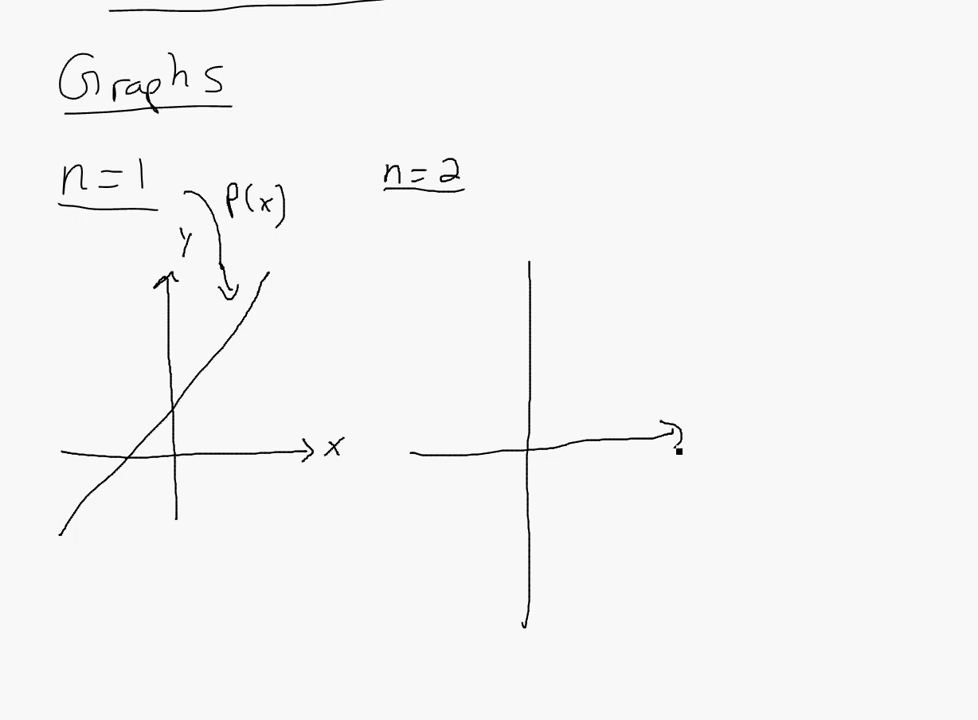 Graphs
n=1
n=2
P(x)
y
x